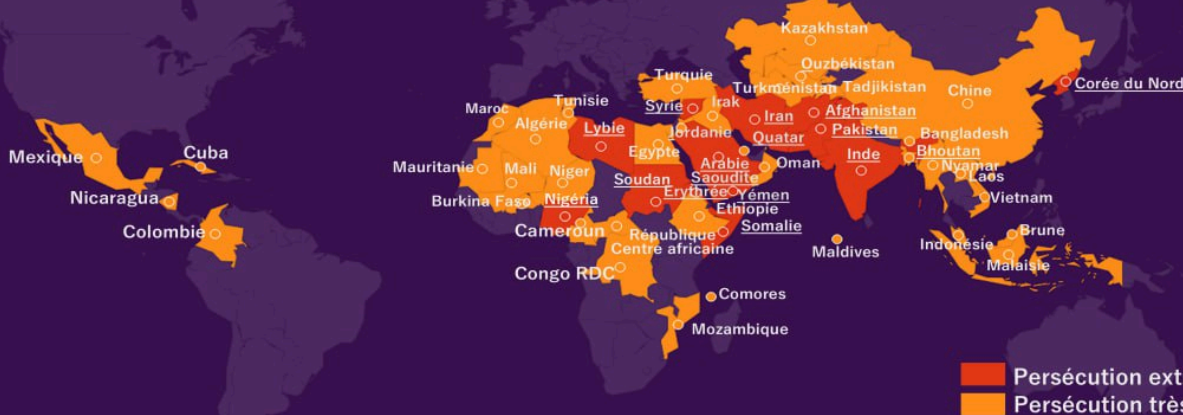 Kazakhstan
Ouzbékistan
Turquie
Turkménistan
Tadjikistan
Chine
Corée du Nord
Maroc
Tunisie
Syrie
Irak
Iran
Afghanistan
Algérie
Lybie
Jordanie
Quatar
Pakistan
Bangladesh
Mexique
Cuba
Egypte
Inde
Bhoutan
Mauritanie
Mali
Niger
Arabie
Saoudite
Oman
Nyamar
Laos
Nicaragua
Burkina Faso
Nigéria
Soudan
Erythrée
Yémen
Vietnam
Ethiopie
Colombie
Cameroun
République
Centre africaine
Somalie
Maldives
Indonésie
Brune
Malaisie
Congo RDC
Comores
Mozambique
Persécution ext
Persécution très